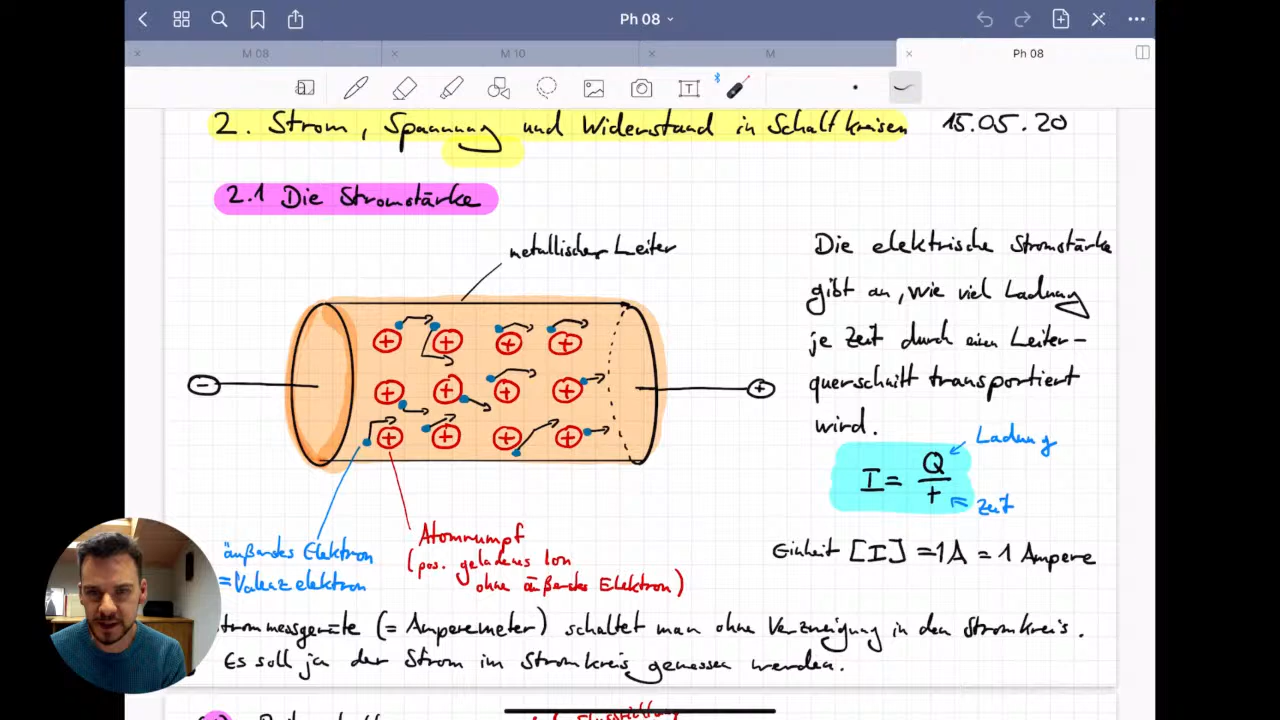 Ph 08
M 08
M 10
M
Ph 08
2. Strom, Spannung und Widerstand in Schaltkreisen 15.05.20
2.1 Die Stromstärke
metallischer Leiter
Die elektrische Stromstärke
gibt an, wie viel Ladung
je Zeit durch einen Leiter-
querschnitt transportiert
wird.
I = Q/t
Ladung
Zeit
Einheit [I] = 1A = 1 Ampere
äußerstes Elektron
= Valenzelektron
Atomrumpf
(pos. geladenes Ion
ohne äußerstes Elektron)
Strommessgeräte (= Amperemeter) schaltet man ohne Verzweigung in den Stromkreis.
Es soll ja der Strom im Stromkreis gemessen werden.